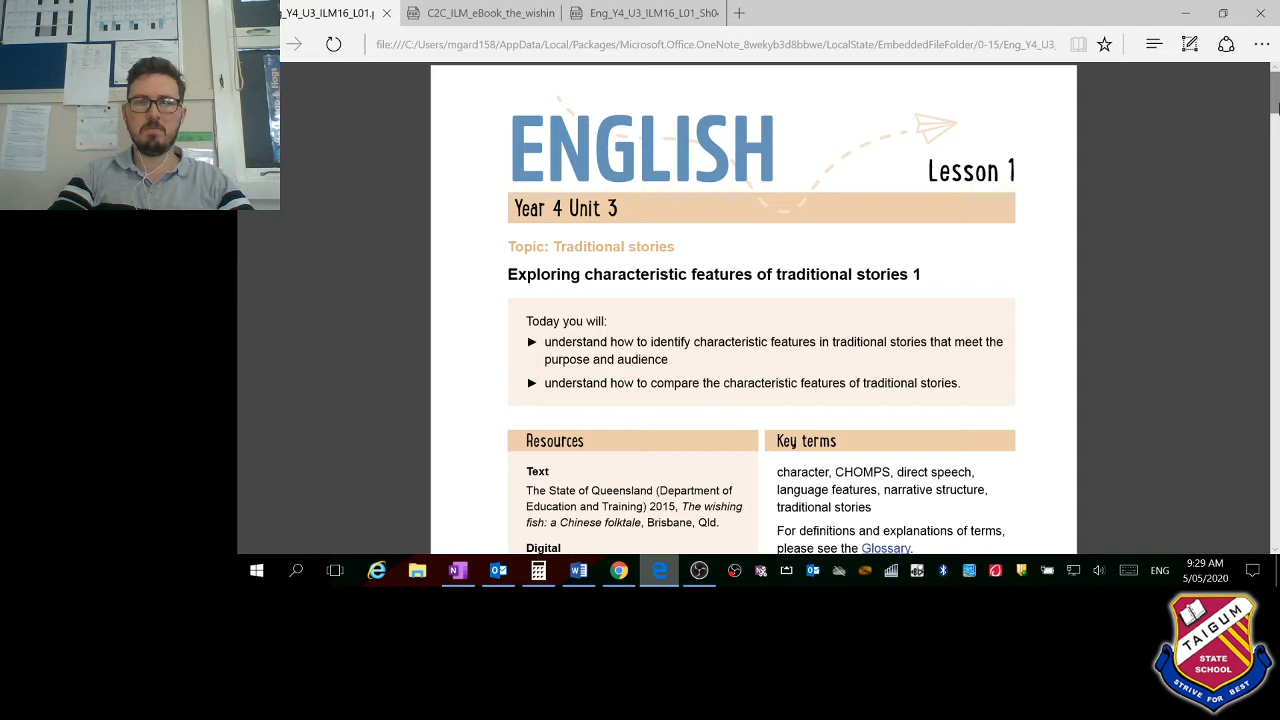 _Y4_U3_ILM16_L01.p
C2C_ILM_eBook_the_wishin
Eng_Y4_U3_ILM16_L01_Sh0
file:///C:/Users/mgard158/AppData/Local/Packages/Microsoft.Office.OneNote_8wekyb3d8bbwe/LocalState/EmbeddedFileFolder/0-15/Eng_Y4_U3_
ENGLISH
Lesson 1
Year 4 Unit 3
Topic: Traditional stories
Exploring characteristic features of traditional stories 1
Today you will:
► understand how to identify characteristic features in traditional stories that meet the
purpose and audience
► understand how to compare the characteristic features of traditional stories.
Resources
Text
The State of Queensland (Department of
Education and Training) 2015, The wishing
fish: a Chinese folktale, Brisbane, Qld.
Digital
Key terms
character, CHOMPS, direct speech,
language features, narrative structure,
traditional stories
For definitions and explanations of terms,
please see the Glossary.
ENG
9:29 AM
5/05/2020
TAIGUM
STATE
SCHOOL
STRIVE FOR BEST